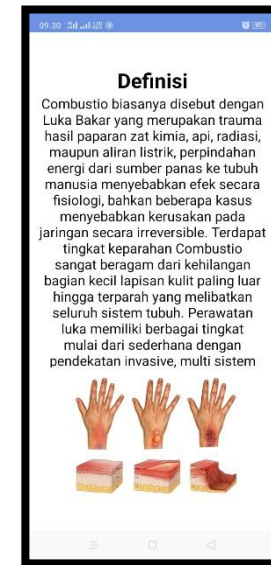 09.30
Definisi
Combustio biasanya disebut dengan
Luka Bakar yang merupakan trauma
hasil paparan zat kimia, api, radiasi,
maupun aliran listrik, perpindahan
energi dari sumber panas ke tubuh
manusia menyebabkan efek secara
fisiologi, bahkan beberapa kasus
menyebabkan kerusakan pada
jaringan secara irreversible. Terdapat
tingkat keparahan Combustio
sangat beragam dari kehilangan
bagian kecil lapisan kulit paling luar
hingga terparah yang melibatkan
seluruh sistem tubuh. Perawatan
luka memiliki berbagai tingkat
mulai dari sederhana dengan
pendekatan invasive, multi sistem